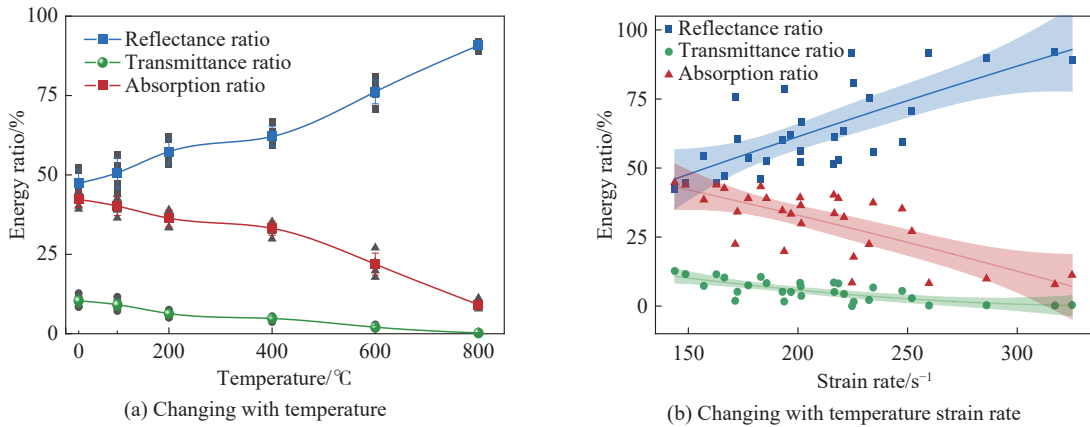 100
75
50
25
0
Energy ratio/%
Reflectance ratio
Transmittance ratio
Absorption ratio
0
200
400
600
800
Temperature/℃
(a) Changing with temperature
100
75
50
25
0
Energy ratio/%
Reflectance ratio
Transmittance ratio
Absorption ratio
150
200
250
300
Strain rate/s⁻¹
(b) Changing with temperature strain rate